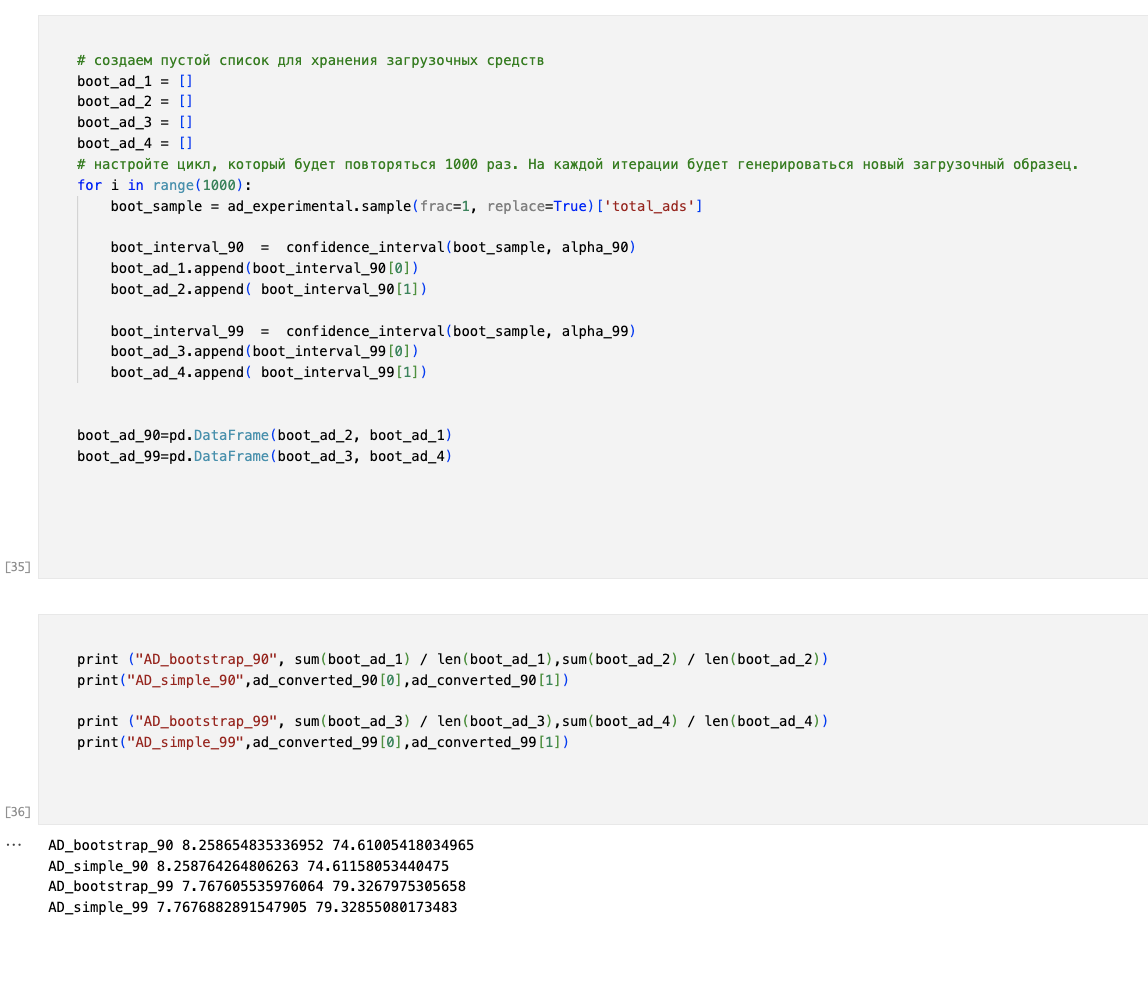 # создаем пустой список для хранения загрузочных средств
boot_ad_1 = []
boot_ad_2 = []
boot_ad_3 = []
boot_ad_4 = []
# настройте цикл, который будет повторяться 1000 раз. На каждой итерации будет генерироваться новый загрузочный образец.
for i in range(1000):
    boot_sample = ad_experimental.sample(frac=1, replace=True)['total_ads']
    boot_interval_90  =  confidence_interval(boot_sample, alpha_90)
    boot_ad_1.append(boot_interval_90[0])
    boot_ad_2.append( boot_interval_90[1])
    boot_interval_99  =  confidence_interval(boot_sample, alpha_99)
    boot_ad_3.append(boot_interval_99[0])
    boot_ad_4.append( boot_interval_99[1])
boot_ad_90=pd.DataFrame(boot_ad_2, boot_ad_1)
boot_ad_99=pd.DataFrame(boot_ad_3, boot_ad_4)
[35]
print ("AD_bootstrap_90", sum(boot_ad_1) / len(boot_ad_1),sum(boot_ad_2) / len(boot_ad_2))
print("AD_simple_90",ad_converted_90[0],ad_converted_90[1])
print ("AD_bootstrap_99", sum(boot_ad_3) / len(boot_ad_3),sum(boot_ad_4) / len(boot_ad_4))
print("AD_simple_99",ad_converted_99[0],ad_converted_99[1])
[36]
... AD_bootstrap_90 8.258654835336952 74.61005418034965
AD_simple_90 8.258764264806263 74.61158053440475
AD_bootstrap_99 7.767605535976064 79.3267975305658
AD_simple_99 7.7676882891547905 79.32855080173483